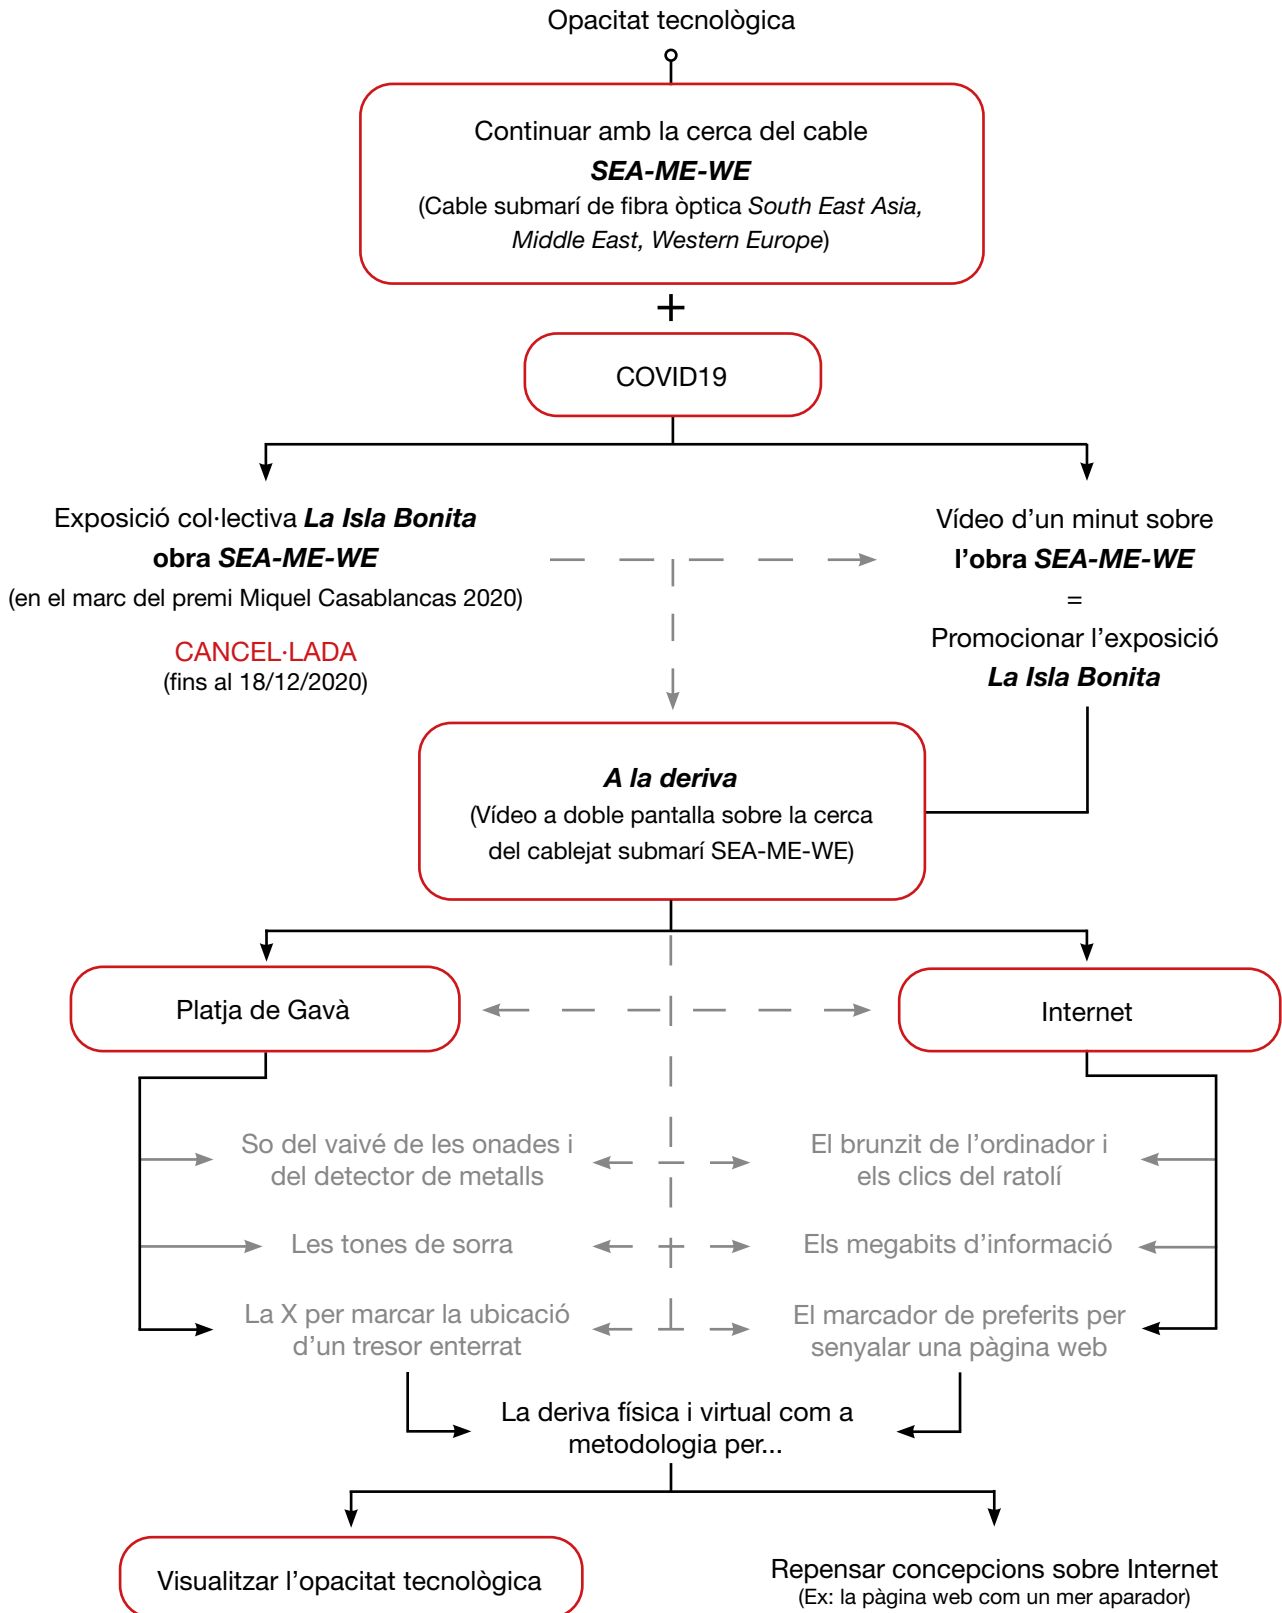 Opacitat tecnològica
Continuar amb la cerca del cable
SEA-ME-WE
(Cable submarí de fibra òptica South East Asia,
Middle East, Western Europe)
+
COVID19
Exposició col·lectiva La Isla Bonita
obra SEA-ME-WE
(en el marc del premi Miquel Casablancas 2020)
CANCEL·LADA
(fins al 18/12/2020)
Vídeo d’un minut sobre
l’obra SEA-ME-WE
=
Promocionar l’exposició
La Isla Bonita
A la deriva
(Vídeo a doble pantalla sobre la cerca
del cablejat submarí SEA-ME-WE)
Platja de Gavà
Internet
So del vaivé de les onades i
del detector de metalls
El brunzit de l’ordinador i
els clics del ratolí
Les tones de sorra
Els megabits d’informació
La X per marcar la ubicació
d’un tresor enterrat
El marcador de preferits per
senyalar una pàgina web
La deriva física i virtual com a
metodologia per...
Visualitzar l’opacitat tecnològica
Repensar concepcions sobre Internet
(Ex: la pàgina web com un mer aparador)